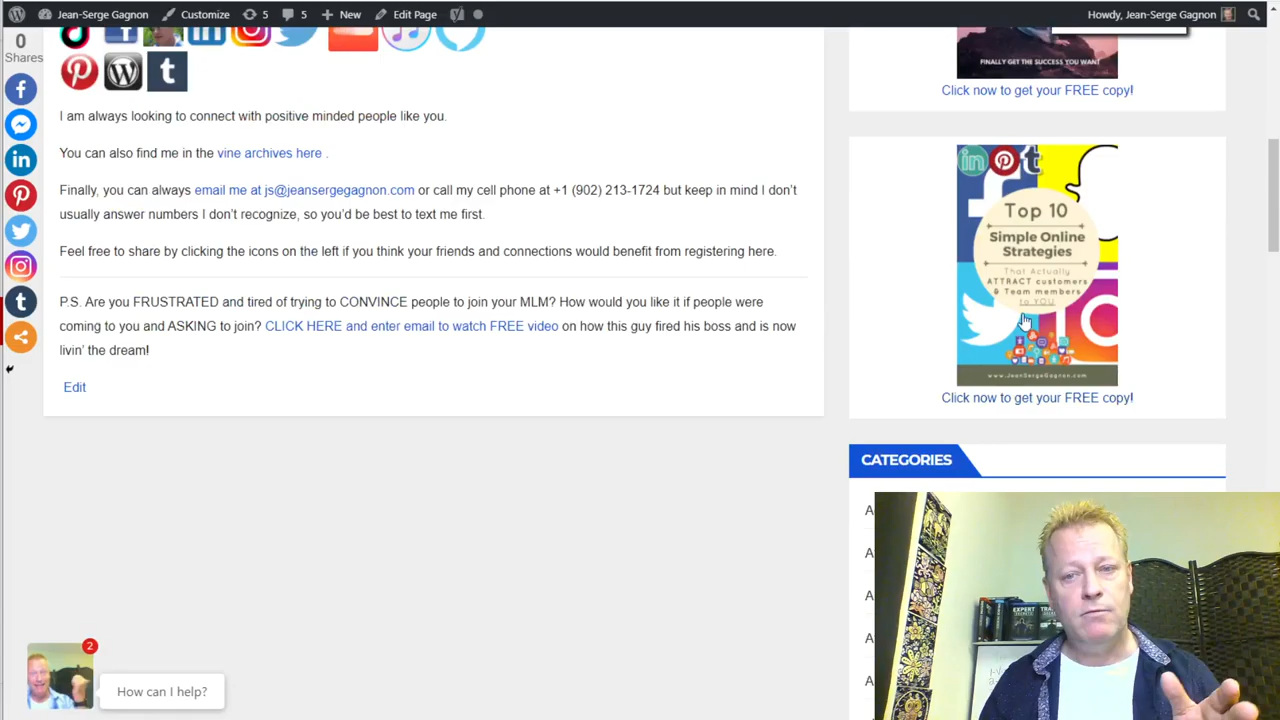 Jean-Serge Gagnon Customize 5 5 New Edit Page Howdy, Jean-Serge Gagnon
0
Shares
I am always looking to connect with positive minded people like you.
You can also find me in the vine archives here .
Finally, you can always email me at js@jeansergegagnon.com or call my cell phone at +1 (902) 213-1724 but keep in mind I don't
usually answer numbers I don't recognize, so you'd be best to text me first.
Feel free to share by clicking the icons on the left if you think your friends and connections would benefit from registering here.
P.S. Are you FRUSTRATED and tired of trying to CONVINCE people to join your MLM? How would you like it if people were
coming to you and ASKING to join? CLICK HERE and enter email to watch FREE video on how this guy fired his boss and is now
livin' the dream!
Edit
FINALLY GET THE SUCCESS YOU WANT
Click now to get your FREE copy!
Top 10
Simple Online
Strategies
That Actually
ATTRACT customers
& Team members
to YOU
www.JeanSergeGagnon.com
Click now to get your FREE copy!
CATEGORIES
A
A
A
A
A
EXPERT
SECRETS
2
How can I help?